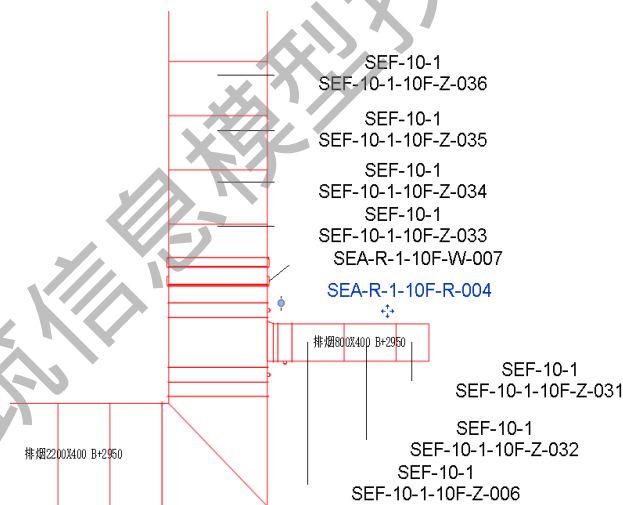 SEF-10-1
SEF-10-1-10F-Z-036
SEF-10-1
SEF-10-1-10F-Z-035
SEF-10-1
SEF-10-1-10F-Z-034
SEF-10-1
SEF-10-1-10F-Z-033
SEA-R-1-10F-W-007
SEA-R-1-10F-R-004
排烟800X400 B+2950
SEF-10-1
SEF-10-1-10F-Z-031
SEF-10-1
SEF-10-1-10F-Z-032
排烟2200X400 B+2950
SEF-10-1
SEF-10-1-10F-Z-006
筑信息模型技